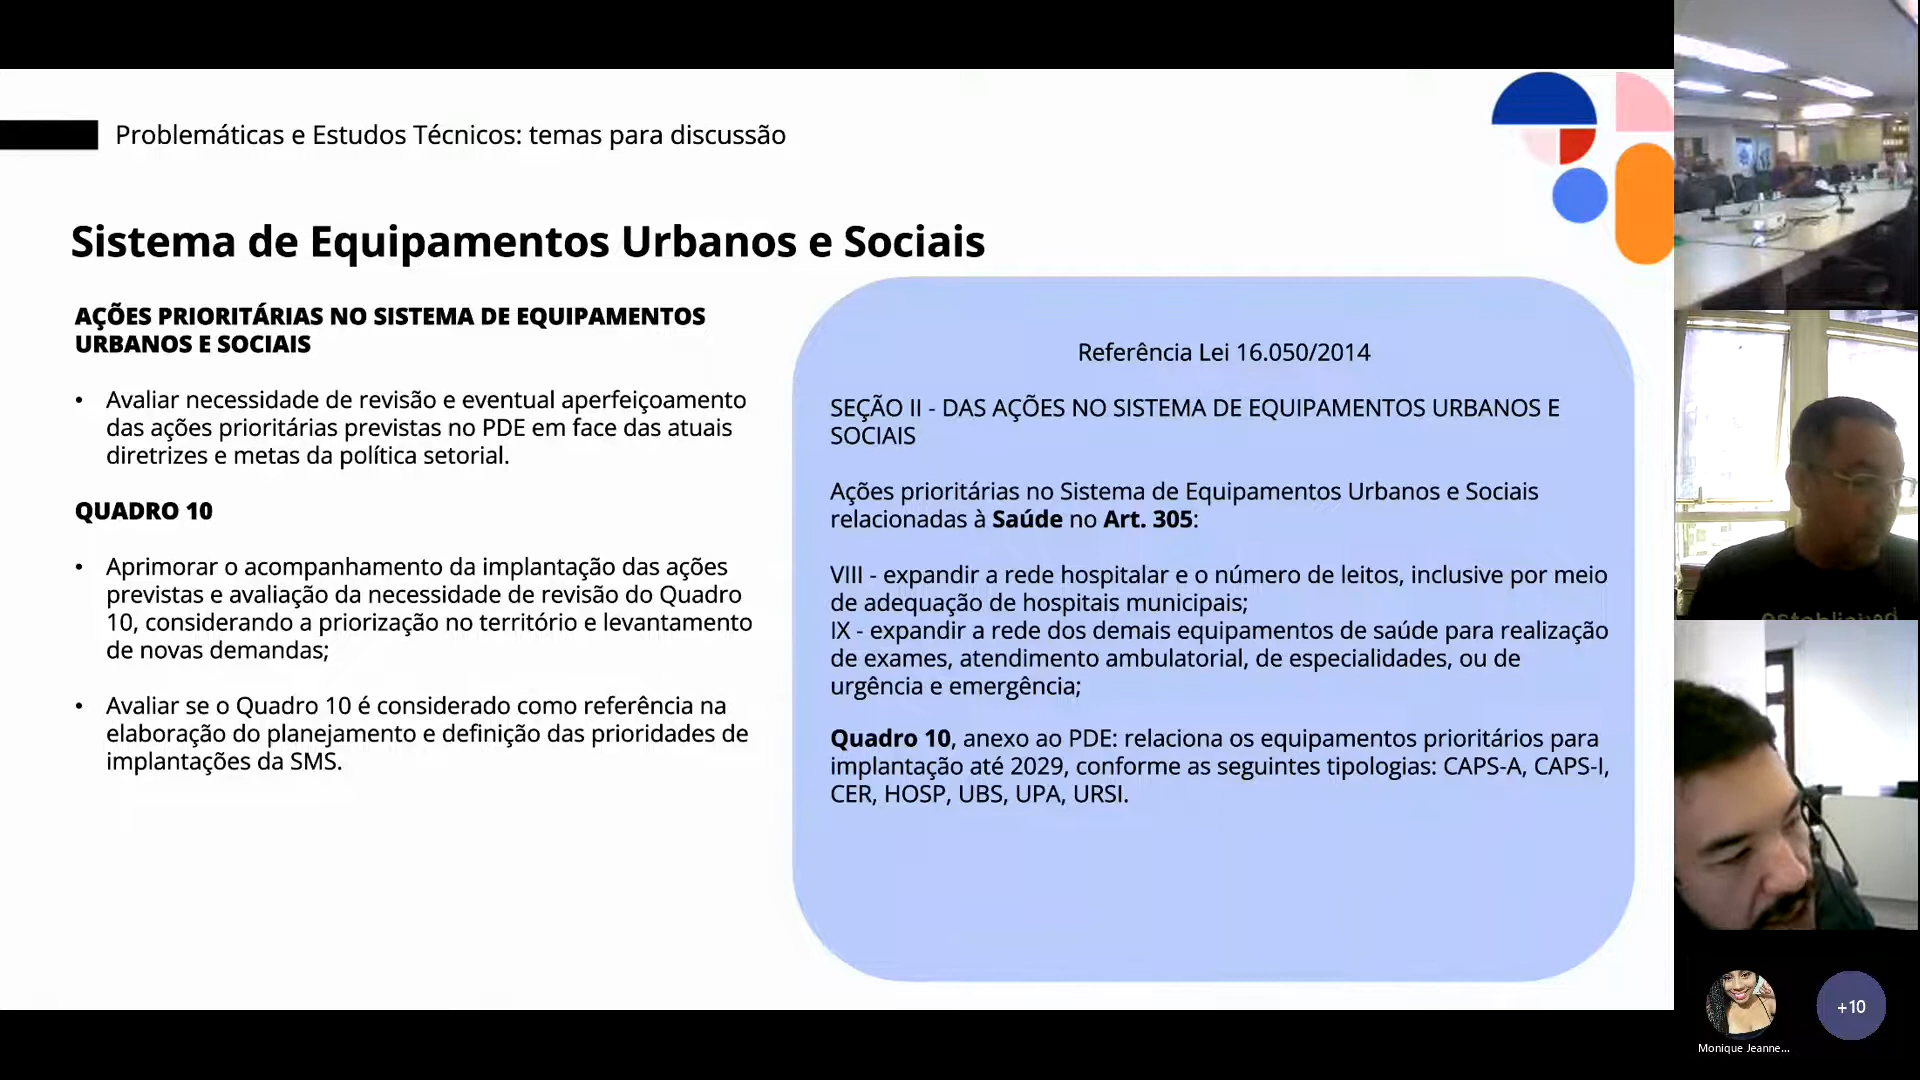 Problemáticas e Estudos Técnicos: temas para discussão
Sistema de Equipamentos Urbanos e Sociais
AÇÕES PRIORITÁRIAS NO SISTEMA DE EQUIPAMENTOS
URBANOS E SOCIAIS
• Avaliar necessidade de revisão e eventual aperfeiçoamento
das ações prioritárias previstas no PDE em face das atuais
diretrizes e metas da política setorial.
QUADRO 10
• Aprimorar o acompanhamento da implantação das ações
previstas e avaliação da necessidade de revisão do Quadro
10, considerando a priorização no território e levantamento
de novas demandas;
• Avaliar se o Quadro 10 é considerado como referência na
elaboração do planejamento e definição das prioridades de
implantações da SMS.
Referência Lei 16.050/2014
SEÇÃO II - DAS AÇÕES NO SISTEMA DE EQUIPAMENTOS URBANOS E
SOCIAIS
Ações prioritárias no Sistema de Equipamentos Urbanos e Sociais
relacionadas à Saúde no Art. 305:
VIII - expandir a rede hospitalar e o número de leitos, inclusive por meio
de adequação de hospitais municipais;
IX - expandir a rede dos demais equipamentos de saúde para realização
de exames, atendimento ambulatorial, de especialidades, ou de
urgência e emergência;
Quadro 10, anexo ao PDE: relaciona os equipamentos prioritários para
implantação até 2029, conforme as seguintes tipologias: CAPS-A, CAPS-I,
CER, HOSP, UBS, UPA, URSI.
+10
Monique Jeanne...